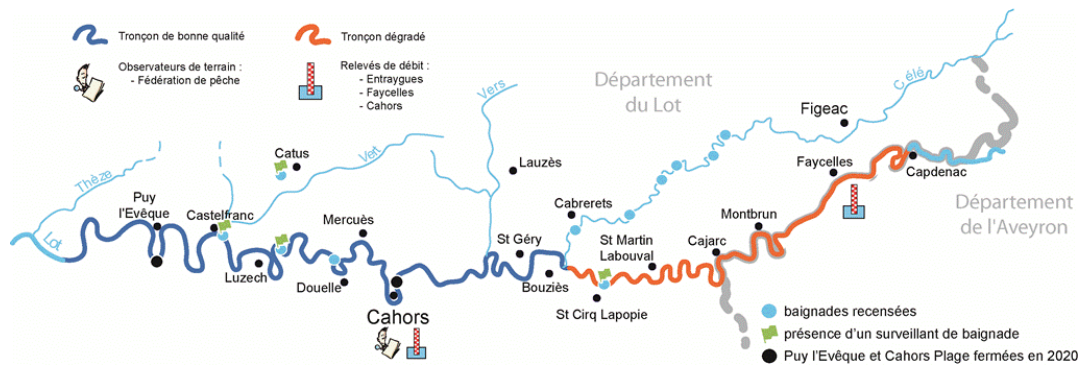 Tronçon de bonne qualité
Tronçon dégradé
Observateurs de terrain :
- Fédération de pêche
Relevés de débit :
- Entraygues
- Faycelles
- Cahors
Département
du Lot
Célé
Vers
Figeac
Catus
Vert
Lauzès
Faycelles
Capdenac
Thèze
Puy
l'Evêque
Castelfranc
Mercuès
Cabrerets
Montbrun
Département
de l'Aveyron
Lot
St Géry
St Martin
Labouval
Cajarc
Luzech
Douelle
Bouziès
St Cirq Lapopie
Cahors
baignades recensées
présence d'un surveillant de baignade
Puy l'Evêque et Cahors Plage fermées en 2020